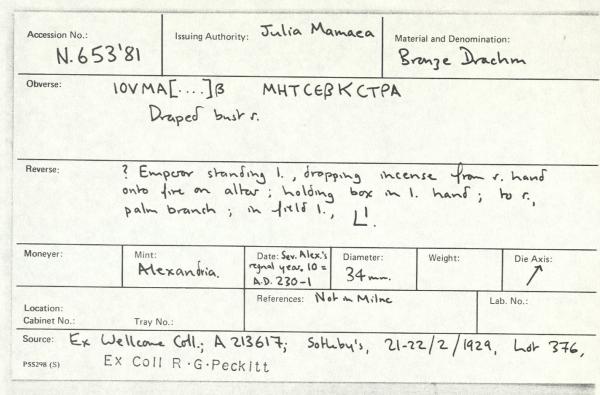 Accession No.: N.653'81
Issuing Authority: Julia Mamaea
Material and Denomination: Bronze Drachm
Obverse: IOVMA[....]β MHTCEβKCTPA
Draped bust r.
Reverse: ? Emperor standing l., dropping incense from r. hand
onto fire on altar; holding box in l. hand; to r.,
palm branch; in field l., L'.
Moneyer:
Mint: Alexandria.
Date: Sev. Alex.'s
regnal year. 10 =
A.D. 230-1
Diameter: 34mm.
Weight:
Die Axis: ↗
Location:
Cabinet No.: Tray No.:
References: Not in Milne
Lab. No.:
Source: Ex Wellcome Coll.; A 213617; Sotheby's, 21-22/2/1929, Lot 376,
PSS298 (S) Ex Coll R.G.Peckitt